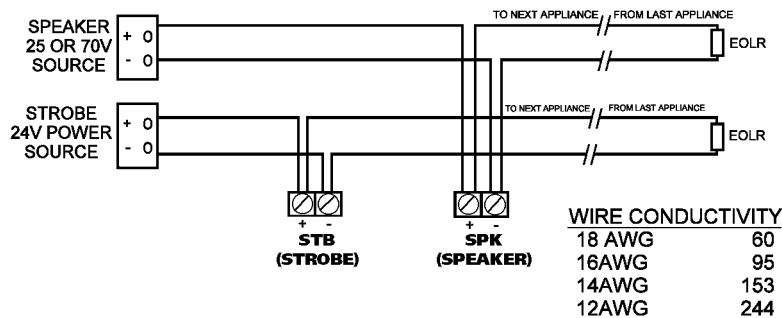 SPEAKER
25 OR 70V
SOURCE
+ O
- O
TO NEXT APPLIANCE
FROM LAST APPLIANCE
EOLR
STROBE
24V POWER
SOURCE
+ O
- O
TO NEXT APPLIANCE
FROM LAST APPLIANCE
EOLR
+ -
STB
(STROBE)
+ -
SPK
(SPEAKER)
WIRE CONDUCTIVITY
18 AWG 60
16AWG 95
14AWG 153
12AWG 244